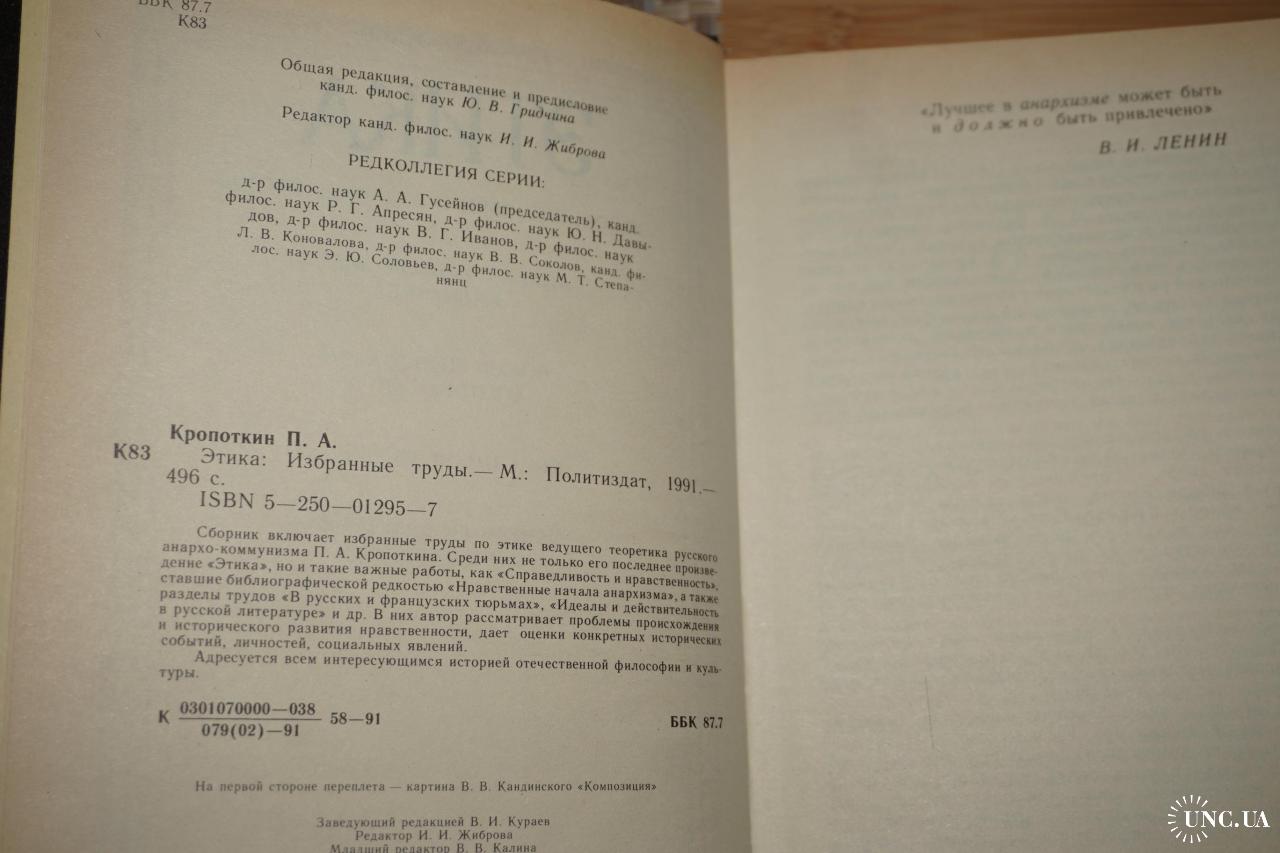 ББК 87.7
К83
Общая редакция, составление и предисловие
канд. филос. наук Ю. В. Гридчина
Редактор канд. филос. наук И. И. Жиброва
РЕДКОЛЛЕГИЯ СЕРИИ:
д-р филос. наук А. А. Гусейнов (председатель), канд.
филос. наук Р. Г. Апресян, д-р филос. наук Ю. Н. Давы-
дов, д-р филос. наук В. Г. Иванов, д-р филос. наук
Л. В. Коновалова, д-р филос. наук В. В. Соколов, канд. фи-
лос. наук Э. Ю. Соловьев, д-р филос. наук М. Т. Степа-
нянц
Кропоткин П. А.
К83 Этика: Избранные труды.— М.: Политиздат, 1991.—
496 с.
ISBN 5—250—01295—7
Сборник включает избранные труды по этике ведущего теоретика русского
анархо-коммунизма П. А. Кропоткина. Среди них не только его последнее произве-
дение «Этика», но и такие важные работы, как «Справедливость и нравственность»,
ставшие библиографической редкостью «Нравственные начала анархизма», а также
разделы трудов «В русских и французских тюрьмах», «Идеалы и действительность
в русской литературе» и др. В них автор рассматривает проблемы происхождения
и исторического развития нравственности, дает оценки конкретных исторических
событий, личностей, социальных явлений.
Адресуется всем интересующимся историей отечественной философии и куль-
туры.
К 0301070000—038
079(02)—91
58—91
ББК 87.7
На первой стороне переплета — картина В. В. Кандинского «Композиция»
Заведующий редакцией В. И. Кураев
Редактор И. И. Жиброва
Младший редактор В. В. Калина
«Лучшее в анархизме может быть
и должно быть привлечено»
В. И. ЛЕНИН
UNC.UA